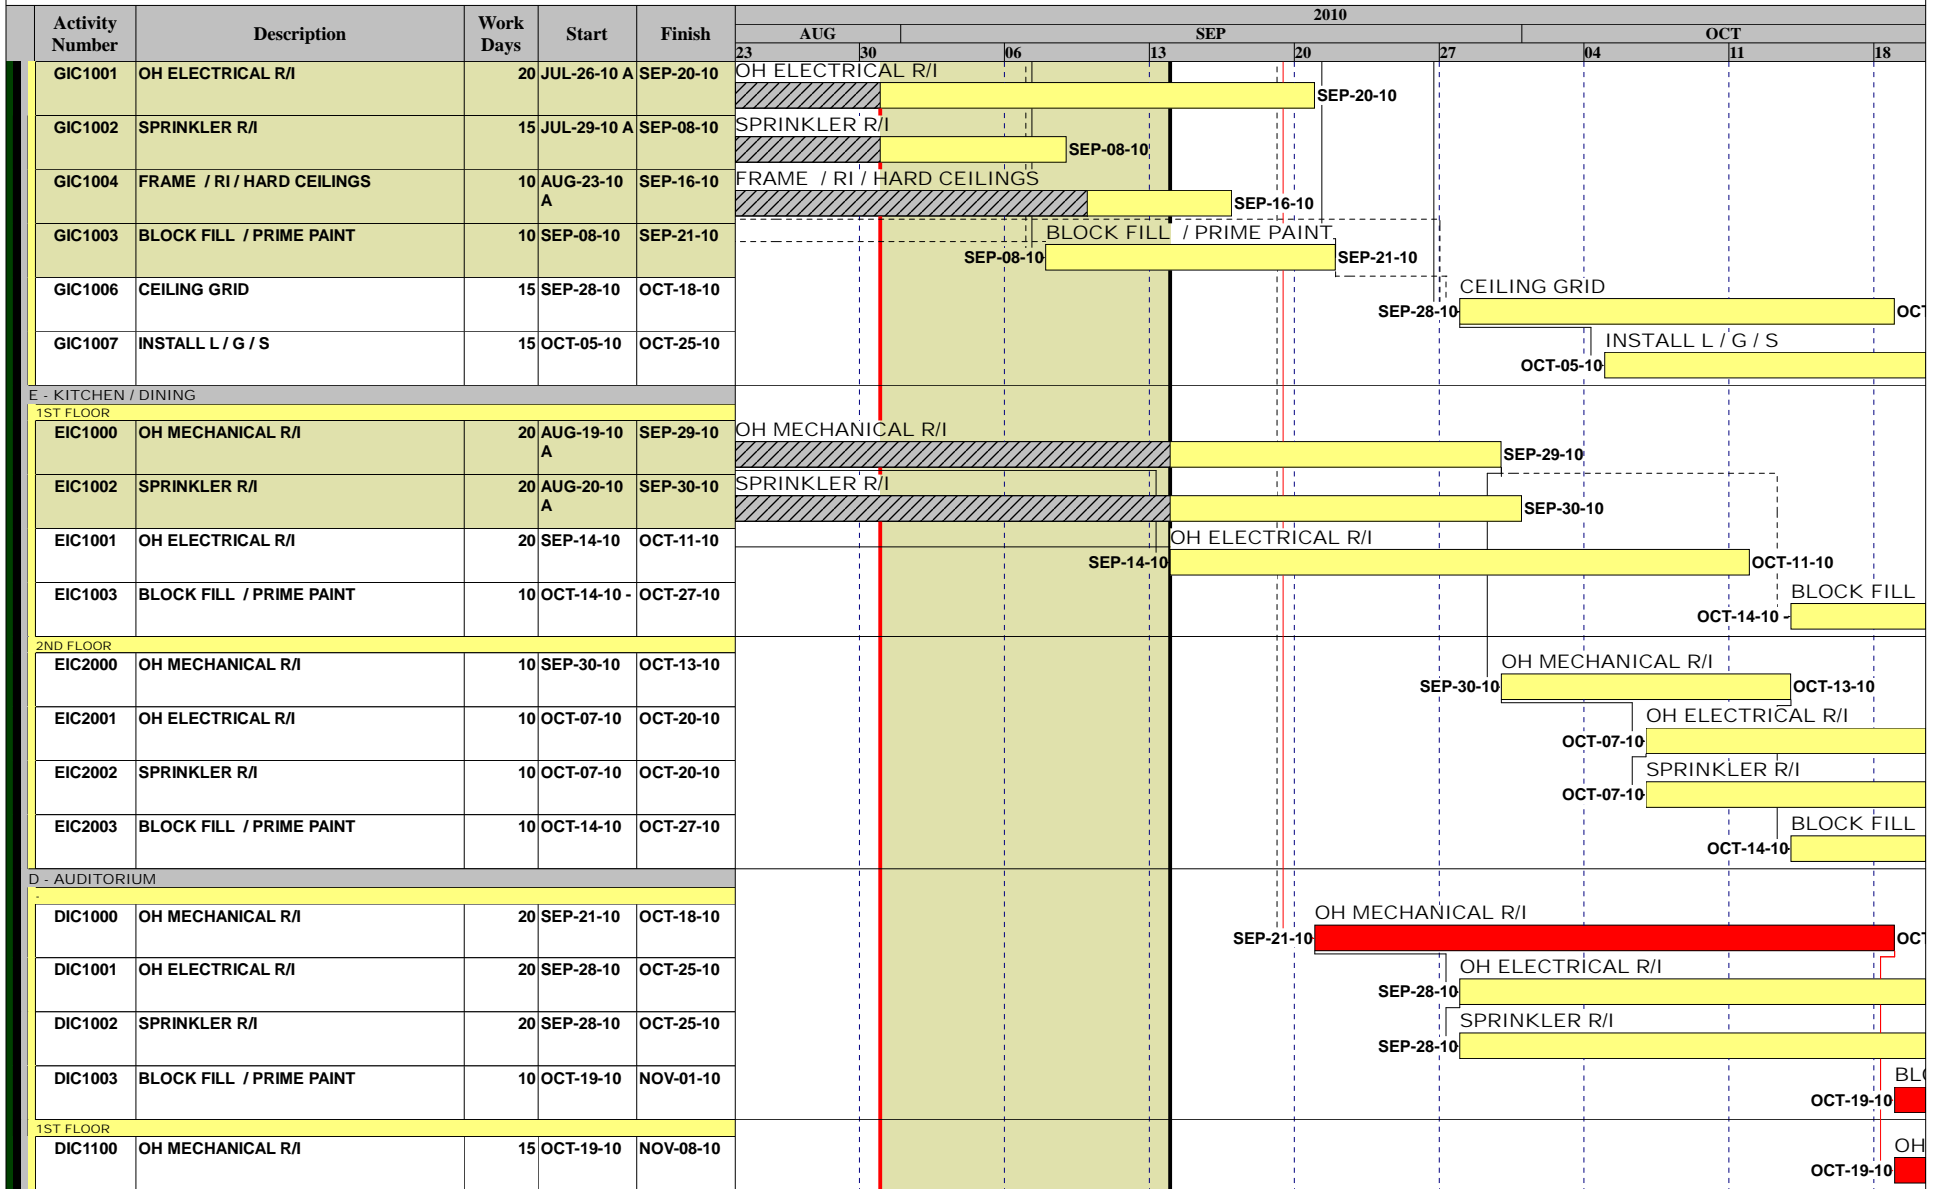 2010
Activity Number Description Work Days Start Finish
AUG SEP OCT
23 30 06 13 20 27 04 11 18
GIC1001 OH ELECTRICAL R/I 20 JUL-26-10 A SEP-20-10 OH ELECTRICAL R/I
SEP-20-10
GIC1002 SPRINKLER R/I 15 JUL-29-10 A SEP-08-10 SPRINKLER R/I
SEP-08-10
GIC1004 FRAME / RI / HARD CEILINGS 10 AUG-23-10 A SEP-16-10 FRAME / RI / HARD CEILINGS
SEP-16-10
GIC1003 BLOCK FILL / PRIME PAINT 10 SEP-08-10 SEP-21-10 BLOCK FILL / PRIME PAINT
SEP-08-10 SEP-21-10
GIC1006 CEILING GRID 15 SEP-28-10 OCT-18-10 CEILING GRID
SEP-28-10 OCT
GIC1007 INSTALL L / G / S 15 OCT-05-10 OCT-25-10 INSTALL L / G / S
OCT-05-10
E - KITCHEN / DINING
1ST FLOOR
EIC1000 OH MECHANICAL R/I 20 AUG-19-10 A SEP-29-10 OH MECHANICAL R/I
SEP-29-10
EIC1002 SPRINKLER R/I 20 AUG-20-10 A SEP-30-10 SPRINKLER R/I
SEP-30-10
EIC1001 OH ELECTRICAL R/I 20 SEP-14-10 OCT-11-10 OH ELECTRICAL R/I
SEP-14-10 OCT-11-10
EIC1003 BLOCK FILL / PRIME PAINT 10 OCT-14-10 - OCT-27-10 BLOCK FILL
OCT-14-10 -
2ND FLOOR
EIC2000 OH MECHANICAL R/I 10 SEP-30-10 OCT-13-10 OH MECHANICAL R/I
SEP-30-10 OCT-13-10
EIC2001 OH ELECTRICAL R/I 10 OCT-07-10 OCT-20-10 OH ELECTRICAL R/I
OCT-07-10
EIC2002 SPRINKLER R/I 10 OCT-07-10 OCT-20-10 SPRINKLER R/I
OCT-07-10
EIC2003 BLOCK FILL / PRIME PAINT 10 OCT-14-10 OCT-27-10 BLOCK FILL
OCT-14-10
D - AUDITORIUM
-
DIC1000 OH MECHANICAL R/I 20 SEP-21-10 OCT-18-10 OH MECHANICAL R/I
SEP-21-10 OCT
DIC1001 OH ELECTRICAL R/I 20 SEP-28-10 OCT-25-10 OH ELECTRICAL R/I
SEP-28-10
DIC1002 SPRINKLER R/I 20 SEP-28-10 OCT-25-10 SPRINKLER R/I
SEP-28-10
DIC1003 BLOCK FILL / PRIME PAINT 10 OCT-19-10 NOV-01-10 BLO
OCT-19-10
1ST FLOOR
DIC1100 OH MECHANICAL R/I 15 OCT-19-10 NOV-08-10 OH
OCT-19-10